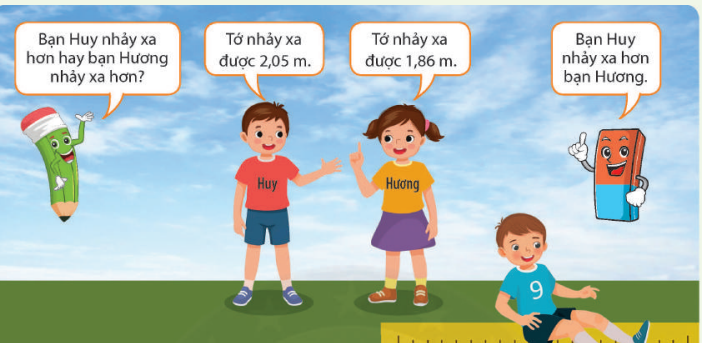 Bạn Huy nhảy xa
hơn hay bạn Hương
nhảy xa hơn?
Tớ nhảy xa
được 2,05 m.
Tớ nhảy xa
được 1,86 m.
Bạn Huy
nhảy xa hơn
bạn Hương.
Huy
Hương
9